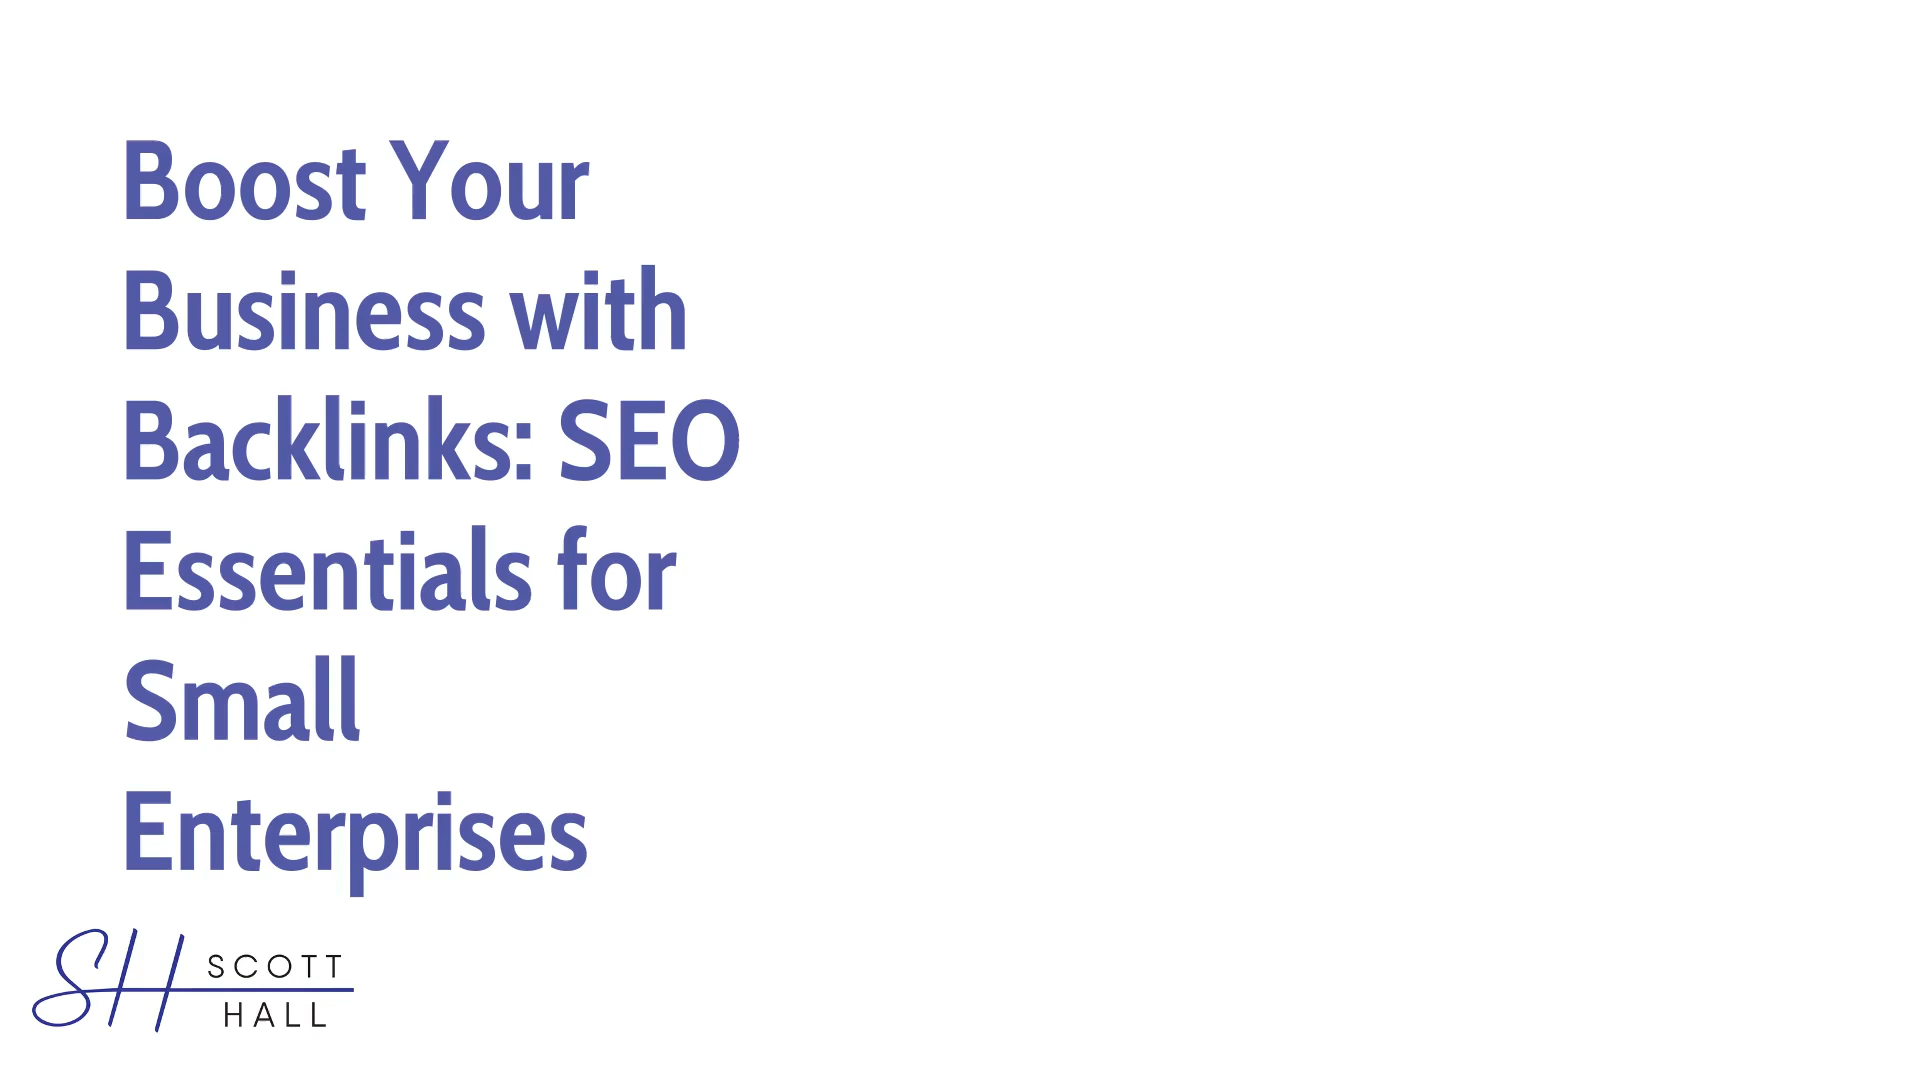 Boost Your
Business with
Backlinks: SEO
Essentials for
Small
Enterprises
SH
SCOTT
HALL